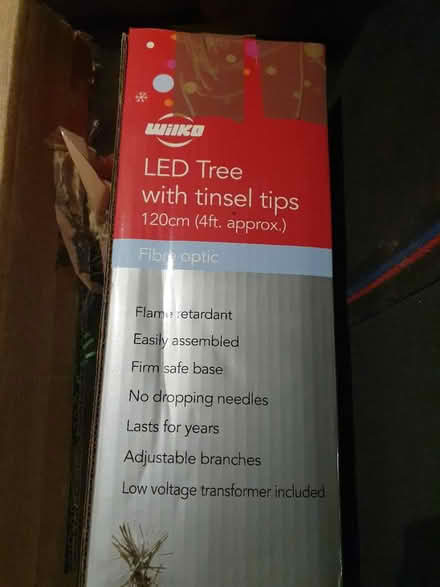 Wilko
LED Tree
with tinsel tips
120cm (4ft. approx.)
Fibre optic
Flame retardant
Easily assembled
Firm safe base
No dropping needles
Lasts for years
Adjustable branches
Low voltage transformer included